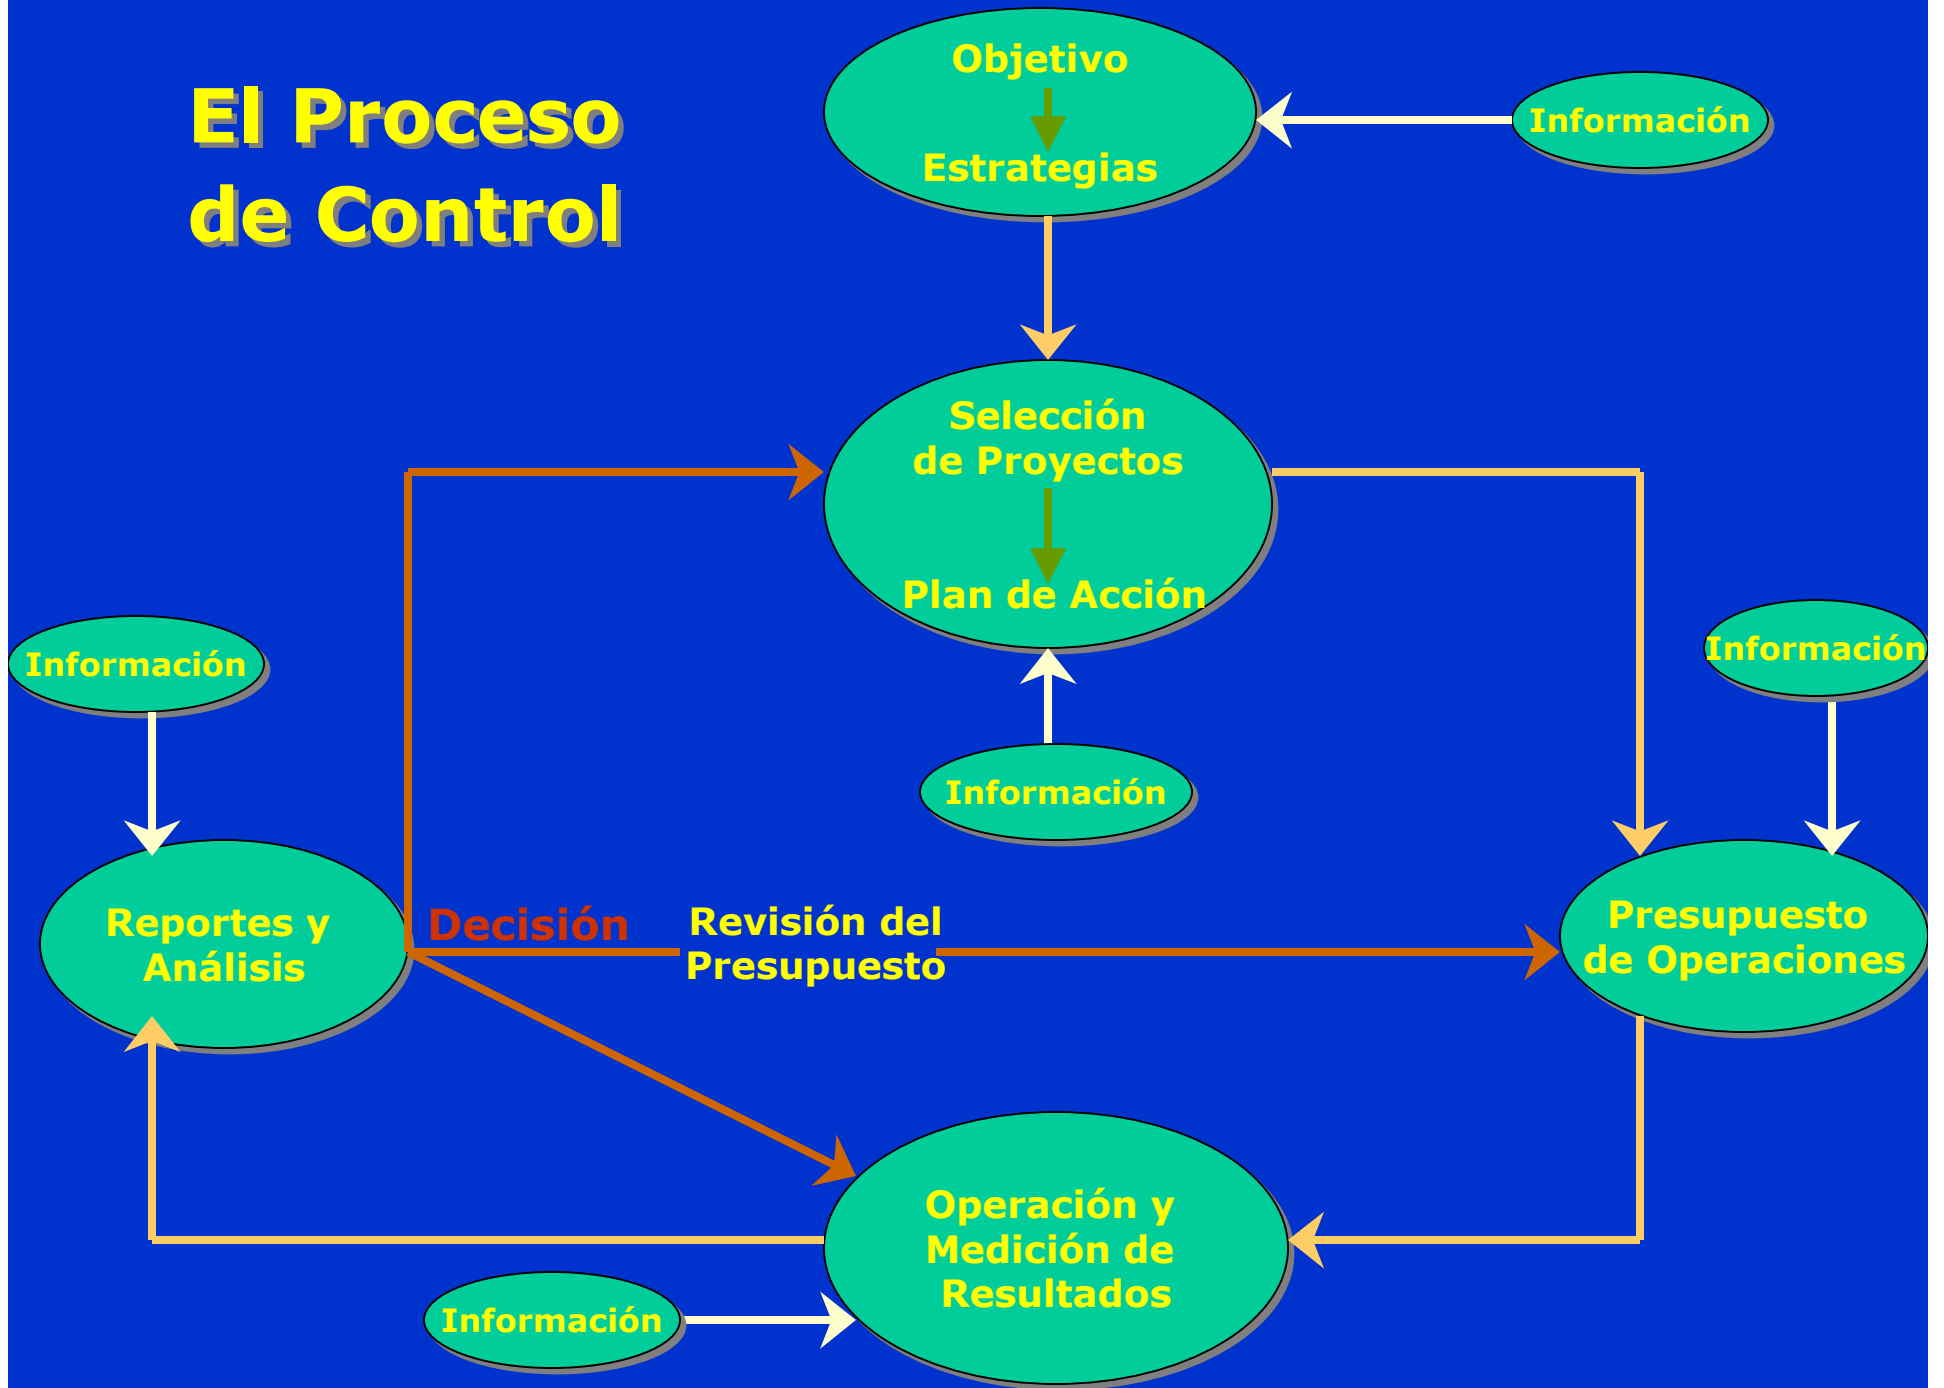 El Proceso
de Control
Objetivo
Estrategias
Información
Selección
de Proyectos
Plan de Acción
Información
Información
Información
Reportes y
Análisis
Decisión
Revisión del
Presupuesto
Presupuesto
de Operaciones
Operación y
Medición de
Resultados
Información